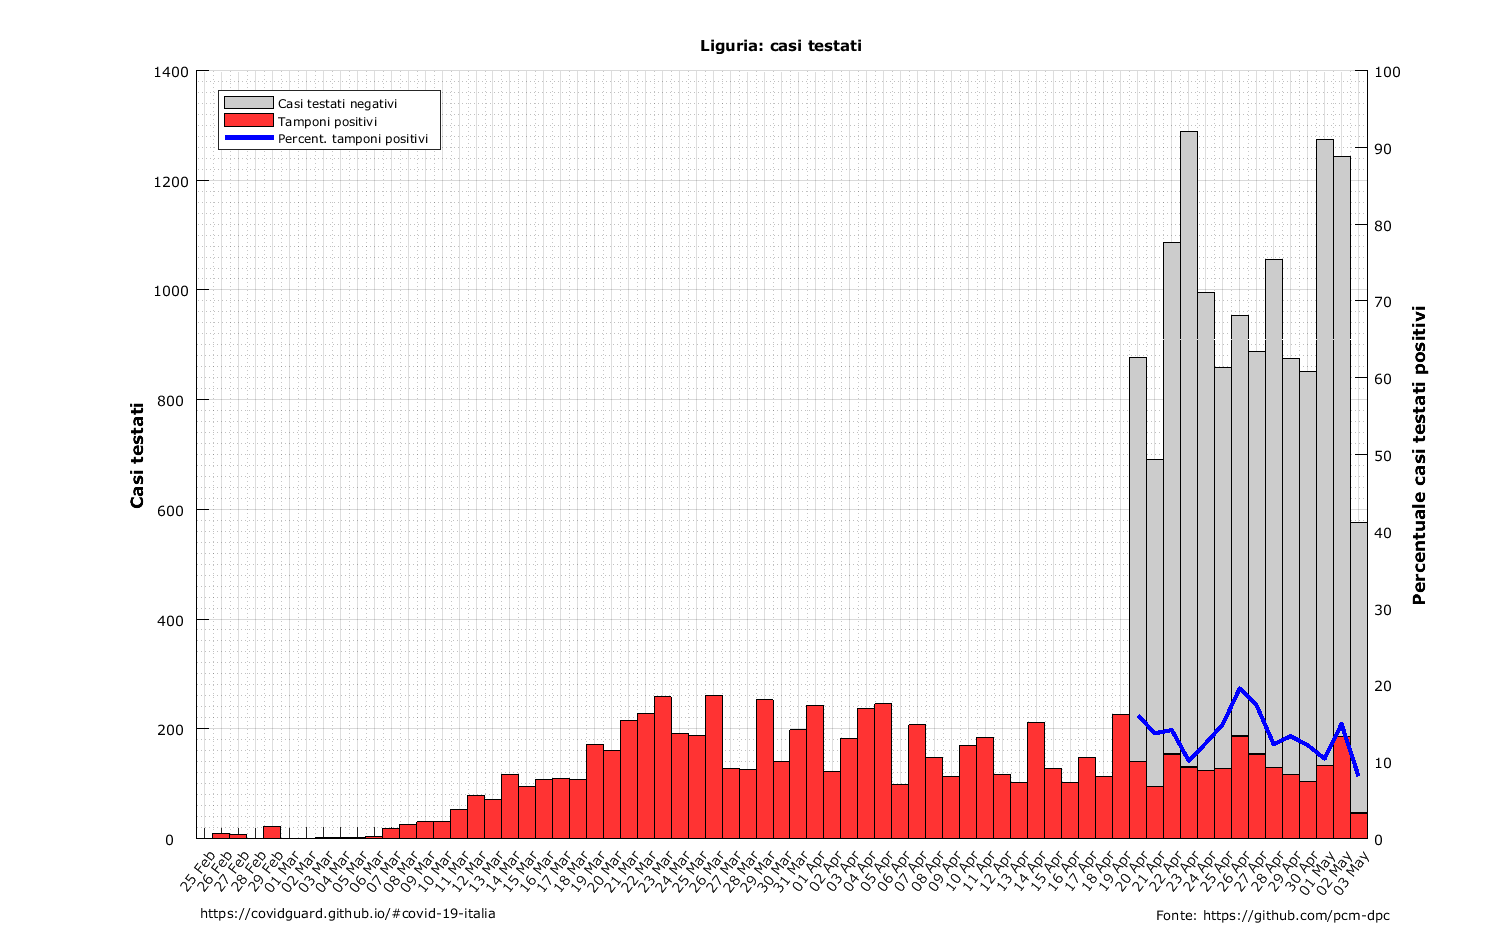 Liguria: casi testati
Casi testati negativi
Tamponi positivi
Percent. tamponi positivi
Casi testati
1400
1200
1000
800
600
400
200
0
100
90
80
70
60
50
40
30
20
10
0
Percentuale casi testati positivi
25 Feb
26 Feb
27 Feb
28 Feb
29 Feb
01 Mar
02 Mar
03 Mar
04 Mar
05 Mar
06 Mar
07 Mar
08 Mar
09 Mar
10 Mar
11 Mar
12 Mar
13 Mar
14 Mar
15 Mar
16 Mar
17 Mar
18 Mar
19 Mar
20 Mar
21 Mar
22 Mar
23 Mar
24 Mar
25 Mar
26 Mar
27 Mar
28 Mar
29 Mar
30 Mar
31 Mar
01 Apr
02 Apr
03 Apr
04 Apr
05 Apr
06 Apr
07 Apr
08 Apr
09 Apr
10 Apr
11 Apr
12 Apr
13 Apr
14 Apr
15 Apr
16 Apr
17 Apr
18 Apr
19 Apr
20 Apr
21 Apr
22 Apr
23 Apr
24 Apr
25 Apr
26 Apr
27 Apr
28 Apr
29 Apr
30 Apr
01 May
02 May
03 May
https://covidguard.github.io/#covid-19-italia
Fonte: https://github.com/pcm-dpc